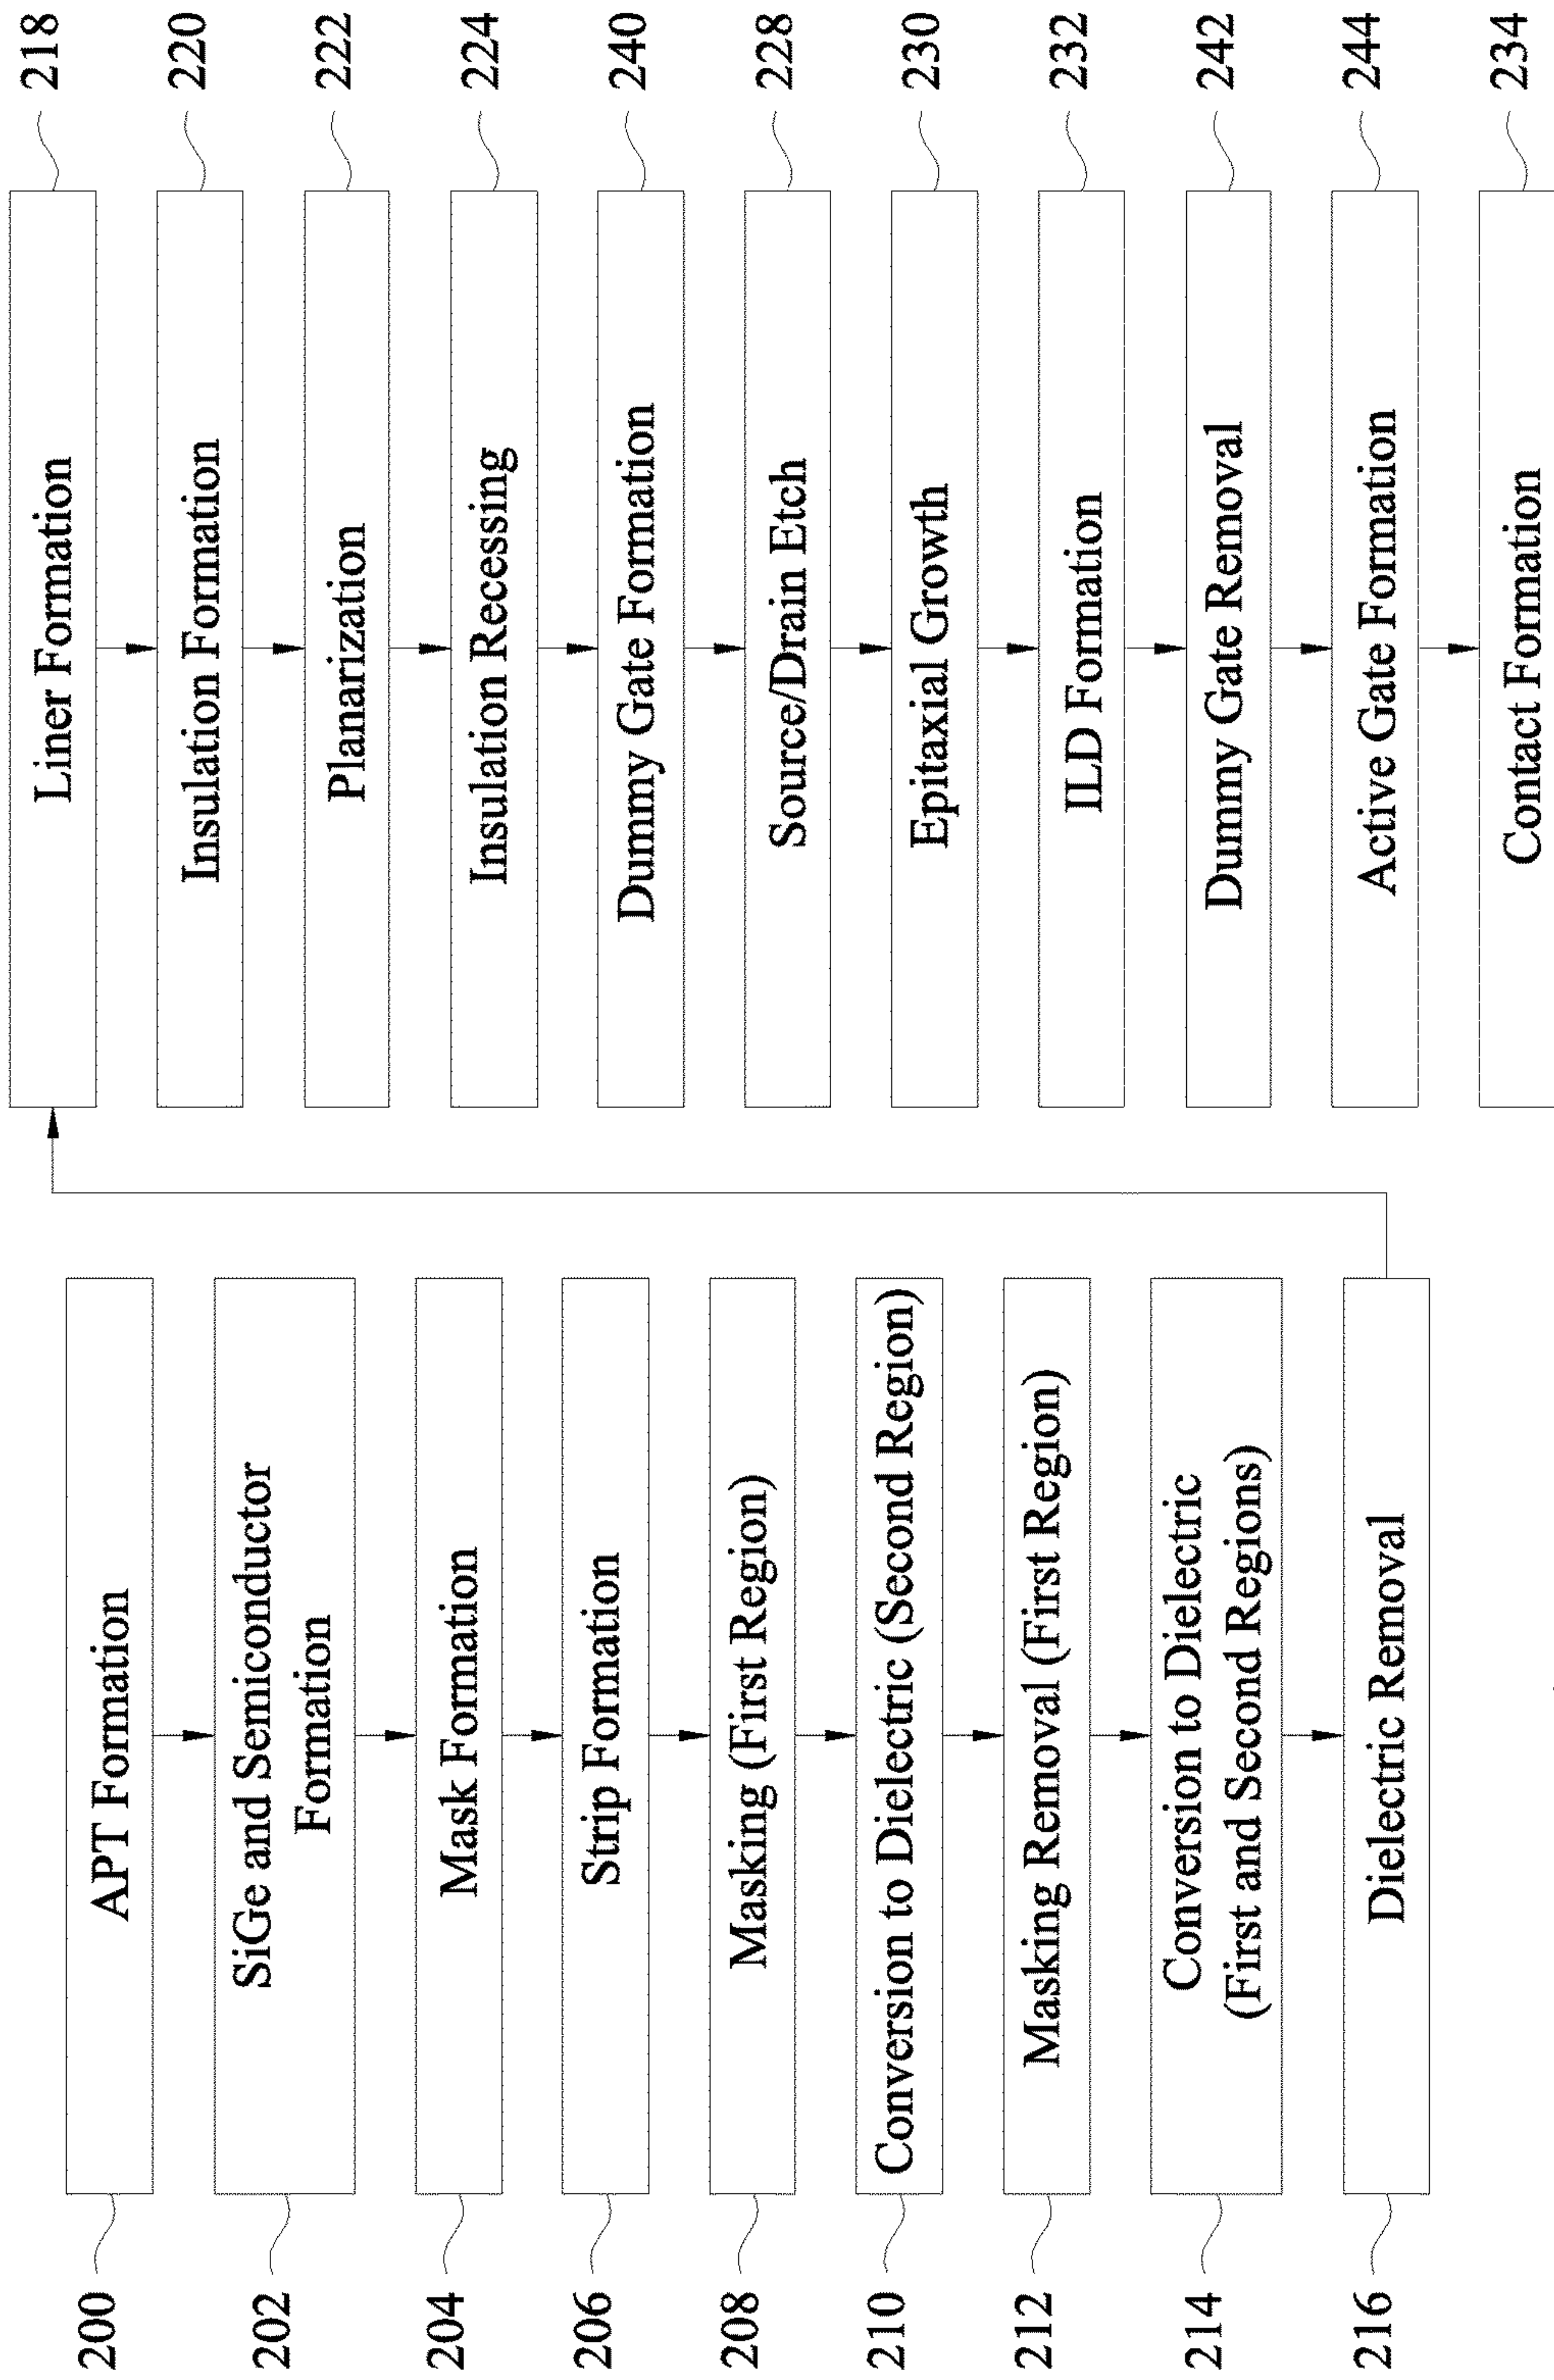 200
APT Formation
202
SiGe and Semiconductor
Formation
204
Mask Formation
206
Strip Formation
208
Masking (First Region)
210
Conversion to Dielectric (Second Region)
212
Masking Removal (First Region)
214
Conversion to Dielectric
(First and Second Regions)
216
Dielectric Removal
Liner Formation
218
Insulation Formation
220
Planarization
222
Insulation Recessing
224
Dummy Gate Formation
240
Source/Drain Etch
228
Epitaxial Growth
230
ILD Formation
232
Dummy Gate Removal
242
Active Gate Formation
244
Contact Formation
234